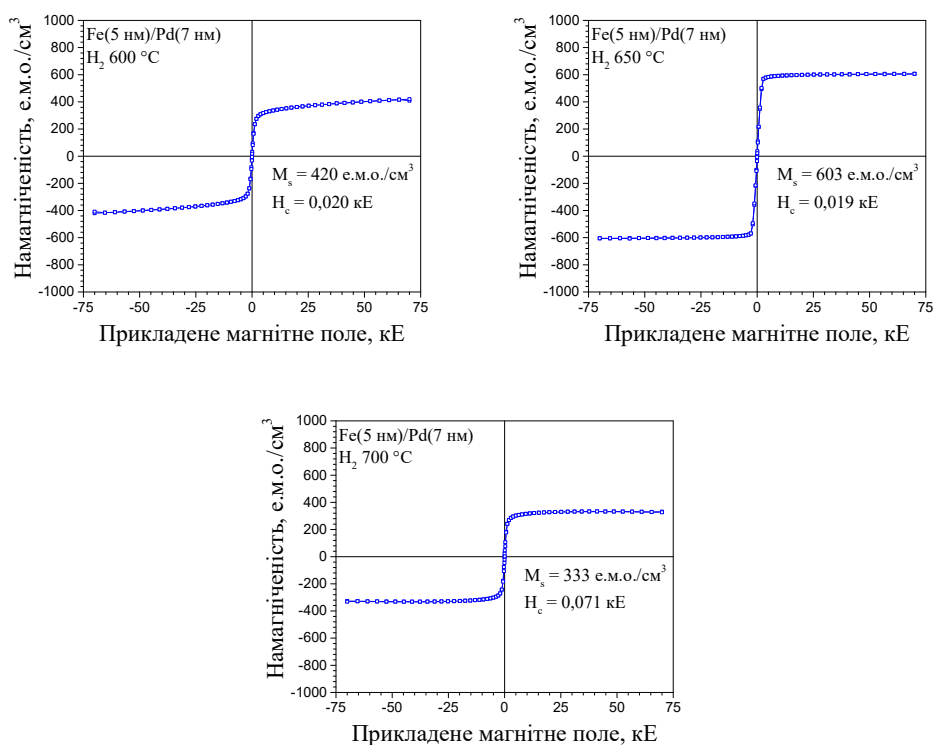 Fe(5 нм)/Pd(7 нм)
H₂ 600 °C
1000
800
600
400
200
0
-200
-400
-600
-800
-1000
-75 -50 -25 0 25 50 75
Намагніченість, е.м.о./см³
Прикладене магнітне поле, кЕ
Mₛ = 420 е.м.о./см³
H꜀ = 0,020 кЕ
Fe(5 нм)/Pd(7 нм)
H₂ 650 °C
1000
800
600
400
200
0
-200
-400
-600
-800
-1000
-75 -50 -25 0 25 50 75
Намагніченість, е.м.о./см³
Прикладене магнітне поле, кЕ
Mₛ = 603 е.м.о./см³
H꜀ = 0,019 кЕ
Fe(5 нм)/Pd(7 нм)
H₂ 700 °C
1000
800
600
400
200
0
-200
-400
-600
-800
-1000
-75 -50 -25 0 25 50 75
Намагніченість, е.м.о./см³
Прикладене магнітне поле, кЕ
Mₛ = 333 е.м.о./см³
H꜀ = 0,071 кЕ